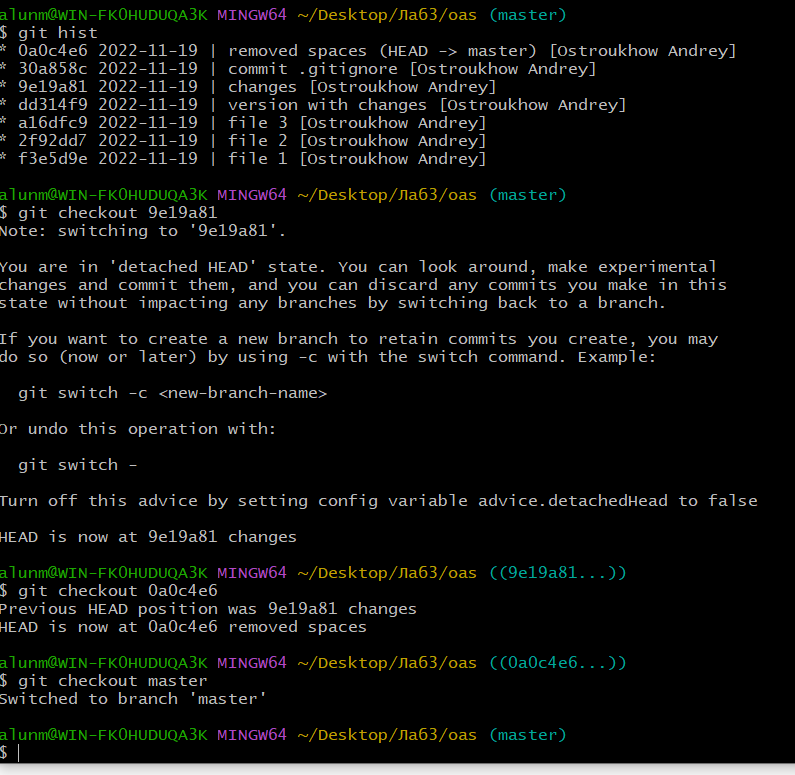 alunm@WIN-FK0HUDUQA3K MINGW64 ~/Desktop/Лаб3/oas (master)
$ git hist
* 0a0c4e6 2022-11-19 | removed spaces (HEAD -> master) [Ostroukhow Andrey]
* 30a858c 2022-11-19 | commit .gitignore [Ostroukhow Andrey]
* 9e19a81 2022-11-19 | changes [Ostroukhow Andrey]
* dd314f9 2022-11-19 | version with changes [Ostroukhow Andrey]
* a16dfc9 2022-11-19 | file 3 [Ostroukhow Andrey]
* 2f92dd7 2022-11-19 | file 2 [Ostroukhow Andrey]
* f3e5d9e 2022-11-19 | file 1 [Ostroukhow Andrey]
alunm@WIN-FK0HUDUQA3K MINGW64 ~/Desktop/Лаб3/oas (master)
$ git checkout 9e19a81
Note: switching to '9e19a81'.
You are in 'detached HEAD' state. You can look around, make experimental
changes and commit them, and you can discard any commits you make in this
state without impacting any branches by switching back to a branch.
If you want to create a new branch to retain commits you create, you may
do so (now or later) by using -c with the switch command. Example:
git switch -c <new-branch-name>
Or undo this operation with:
git switch -
Turn off this advice by setting config variable advice.detachedHead to false
HEAD is now at 9e19a81 changes
alunm@WIN-FK0HUDUQA3K MINGW64 ~/Desktop/Лаб3/oas ((9e19a81...))
$ git checkout 0a0c4e6
Previous HEAD position was 9e19a81 changes
HEAD is now at 0a0c4e6 removed spaces
alunm@WIN-FK0HUDUQA3K MINGW64 ~/Desktop/Лаб3/oas ((0a0c4e6...))
$ git checkout master
Switched to branch 'master'
alunm@WIN-FK0HUDUQA3K MINGW64 ~/Desktop/Лаб3/oas (master)
$